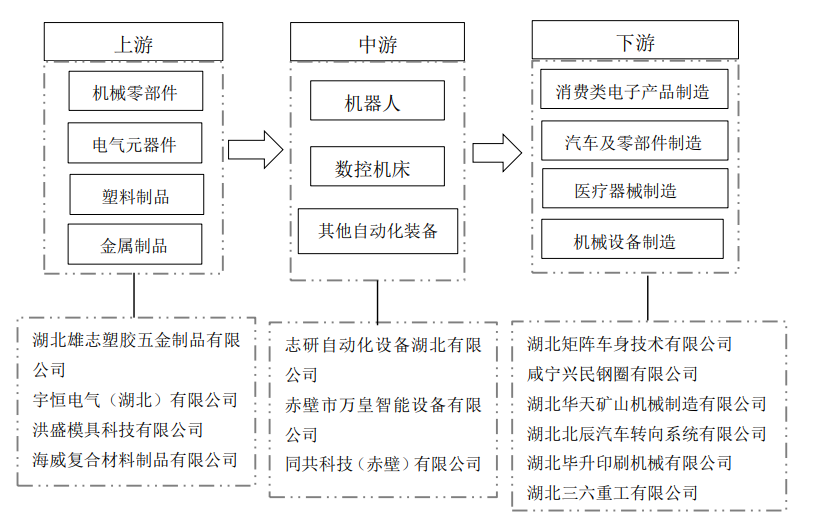 上游
机械零部件
电气元器件
塑料制品
金属制品
湖北雄志塑胶五金制品有限
公司
宇恒电气（湖北）有限公司
洪盛模具科技有限公司
海威复合材料制品有限公司
中游
机器人
数控机床
其他自动化装备
志研自动化设备湖北有限
公司
赤壁市万皇智能设备有限
公司
同共科技（赤壁）有限公司
下游
消费类电子产品制造
汽车及零部件制造
医疗器械制造
机械设备制造
湖北矩阵车身技术有限公司
咸宁兴民钢圈有限公司
湖北华天矿山机械制造有限公司
湖北北辰汽车转向系统有限公司
湖北毕升印刷机械有限公司
湖北三六重工有限公司